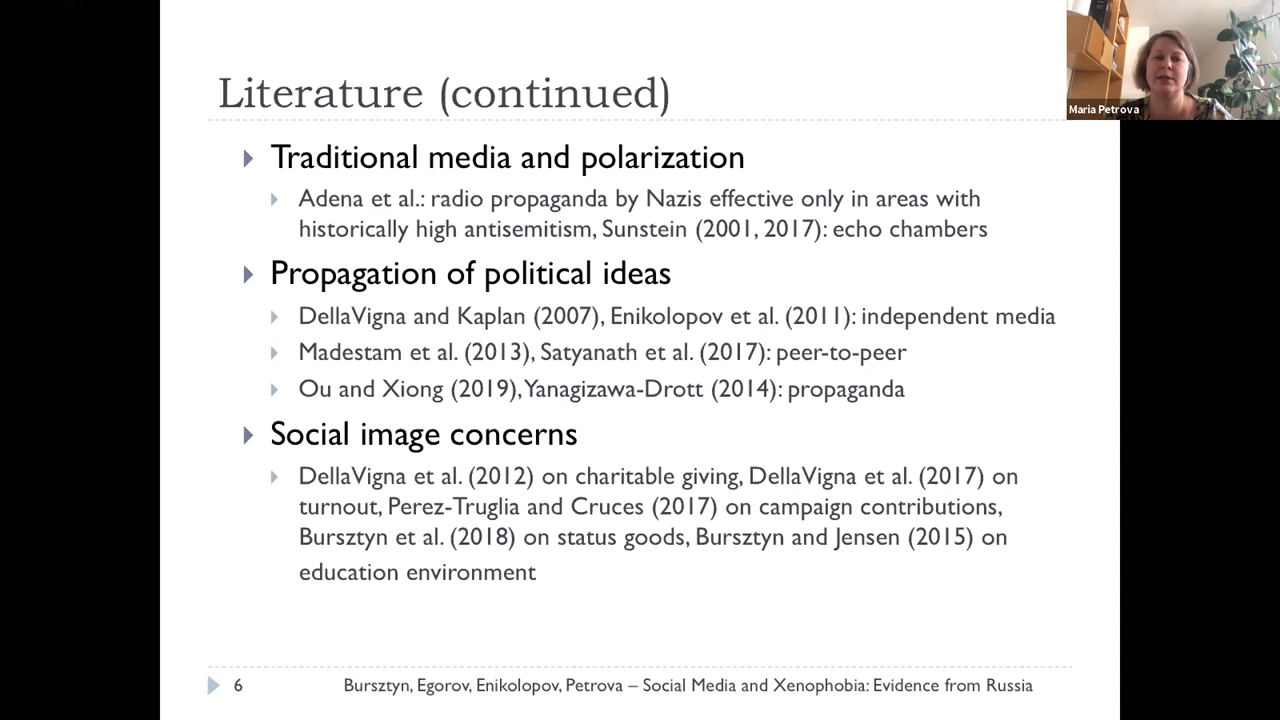 Literature (continued)
Maria Petrova
Traditional media and polarization
Adena et al.: radio propaganda by Nazis effective only in areas with
historically high antisemitism, Sunstein (2001, 2017): echo chambers
Propagation of political ideas
DellaVigna and Kaplan (2007), Enikolopov et al. (2011): independent media
Madestam et al. (2013), Satyanath et al. (2017): peer-to-peer
Ou and Xiong (2019), Yanagizawa-Drott (2014): propaganda
Social image concerns
DellaVigna et al. (2012) on charitable giving, DellaVigna et al. (2017) on
turnout, Perez-Truglia and Cruces (2017) on campaign contributions,
Bursztyn et al. (2018) on status goods, Bursztyn and Jensen (2015) on
education environment
6 Bursztyn, Egorov, Enikolopov, Petrova – Social Media and Xenophobia: Evidence from Russia